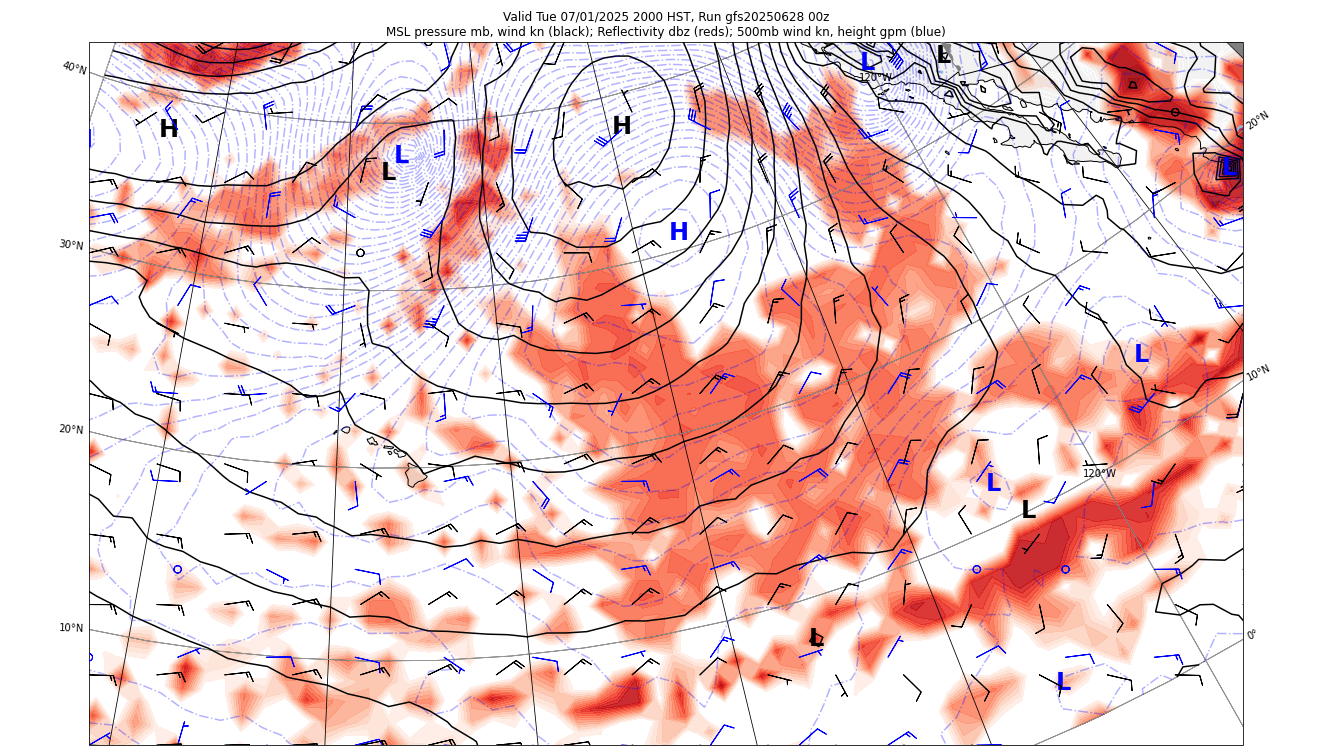 Valid Tue 07/01/2025 2000 HST, Run gfs20250628 00z
MSL pressure mb, wind kn (black); Reflectivity dbz (reds); 500mb wind kn, height gpm (blue)
L
L
40°N
120°W
20°N
H
H
L
L
L
H
30°N
L
10°N
20°N
120°W
L
L
10°N
0°
L
L